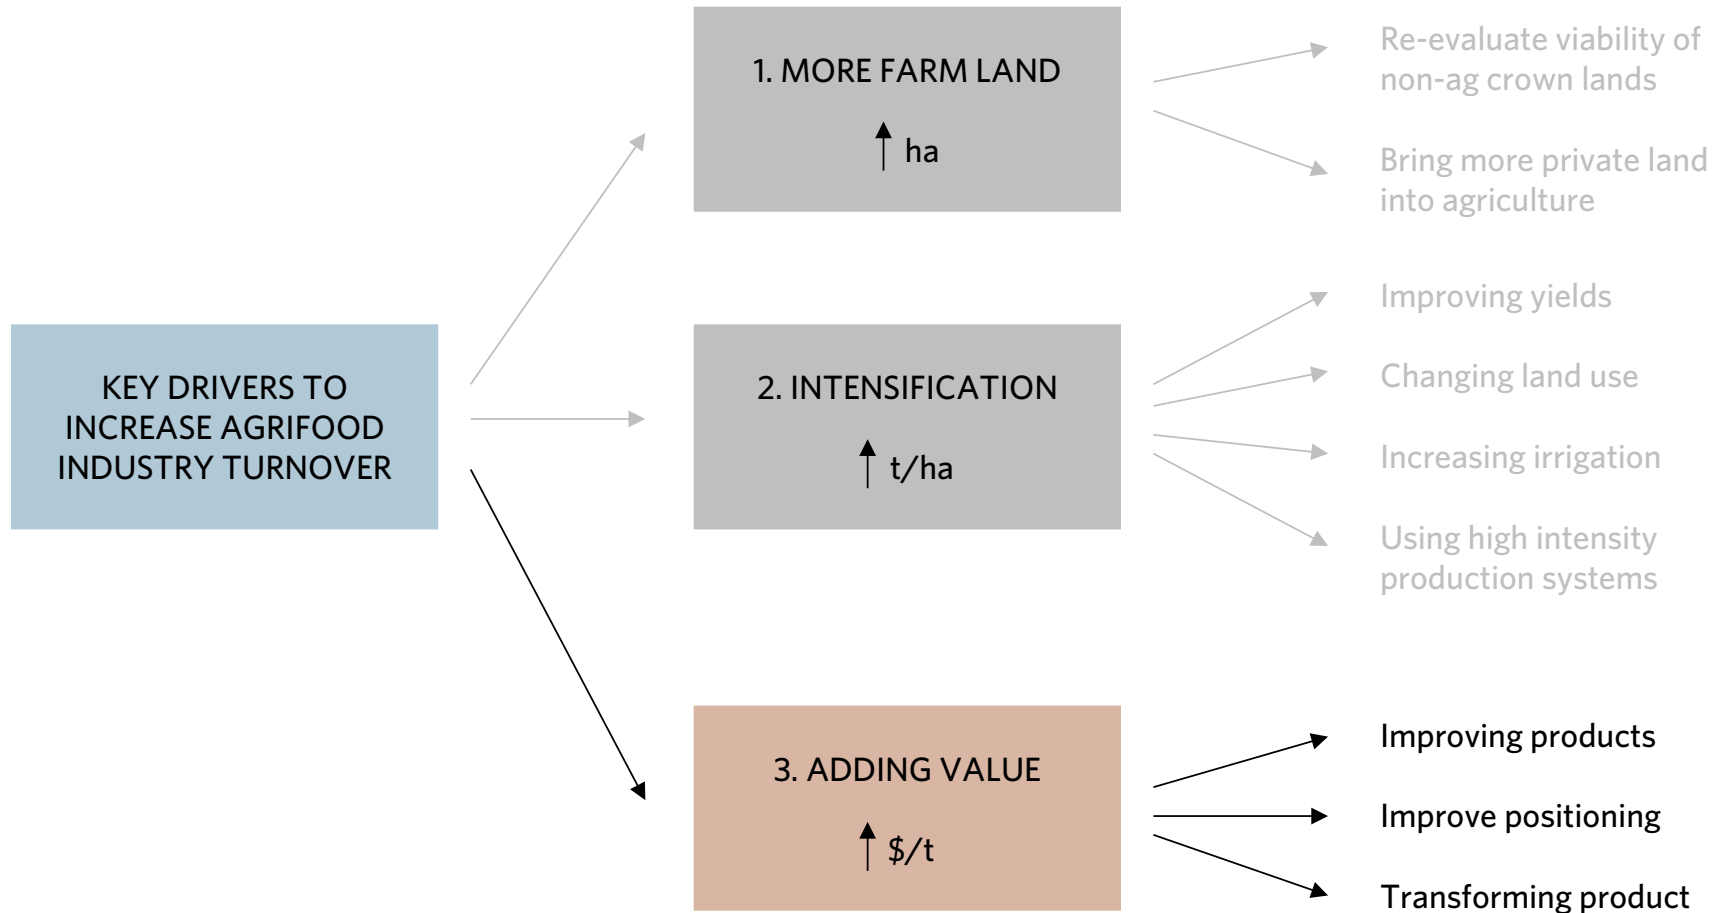 KEY DRIVERS TO
INCREASE AGRIFOOD
INDUSTRY TURNOVER
1. MORE FARM LAND
↑ ha
Re-evaluate viability of
non-ag crown lands
Bring more private land
into agriculture
2. INTENSIFICATION
↑ t/ha
Improving yields
Changing land use
Increasing irrigation
Using high intensity
production systems
3. ADDING VALUE
↑ $/t
Improving products
Improve positioning
Transforming product